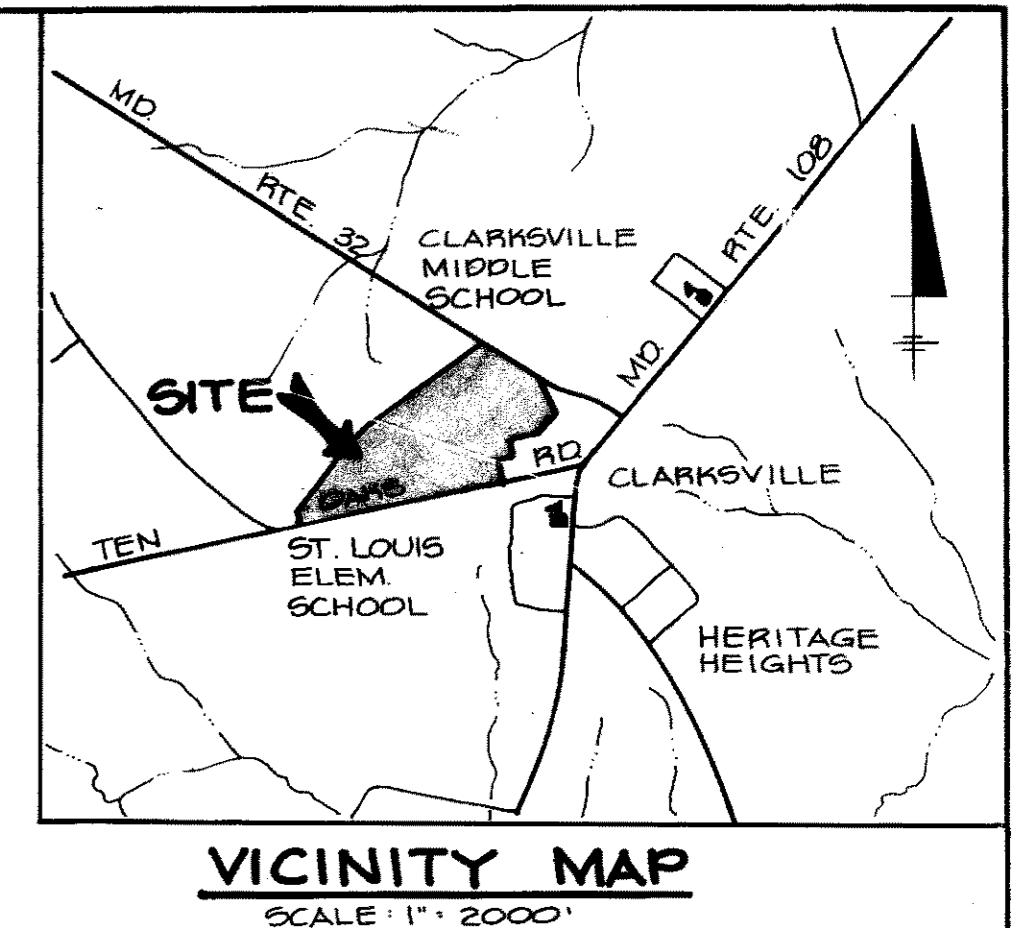 MD. RTE. 32
MD. RTE. 108
CLARKSVILLE
MIDDLE
SCHOOL
SITE
TEN OAKS RD.
CLARKSVILLE
ST. LOUIS
ELEM.
SCHOOL
HERITAGE
HEIGHTS
VICINITY MAP
SCALE : 1" : 2000'